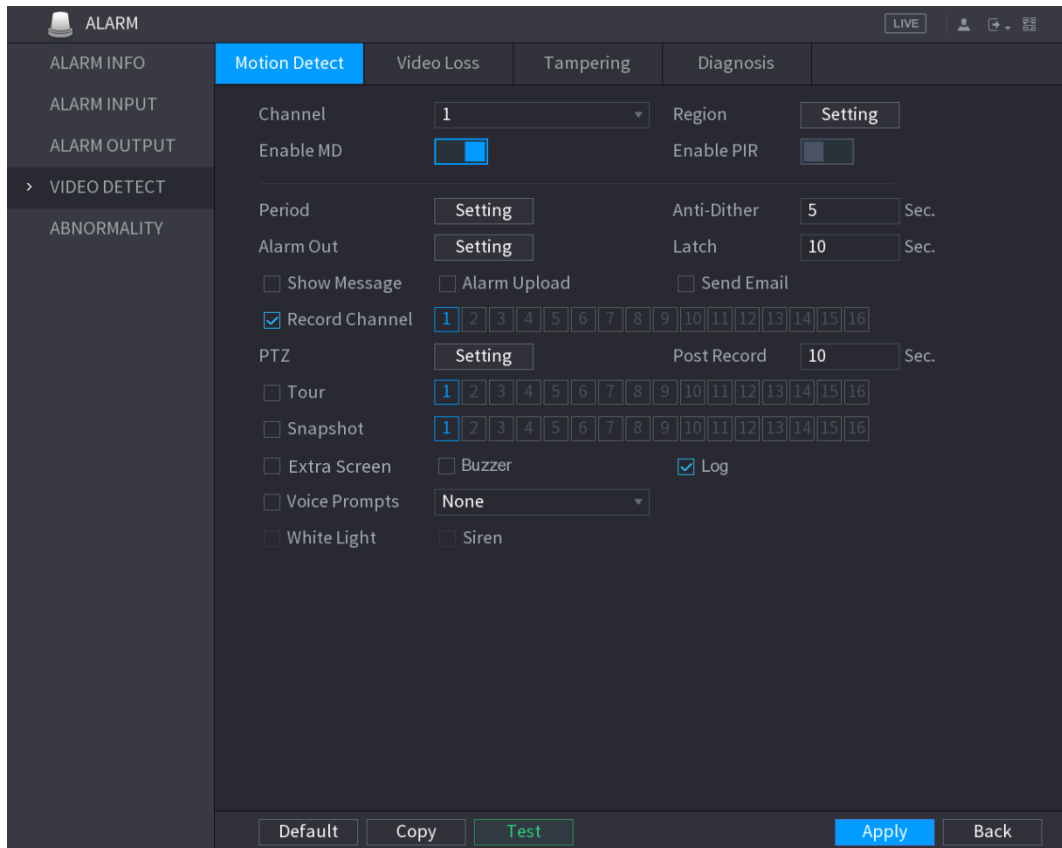 ALARM LIVE
ALARM INFO
ALARM INPUT
ALARM OUTPUT
> VIDEO DETECT
ABNORMALITY
Motion Detect Video Loss Tampering Diagnosis
Channel 1 Region Setting
Enable MD Enable PIR
Period Setting Anti-Dither 5 Sec.
Alarm Out Setting Latch 10 Sec.
Show Message Alarm Upload Send Email
Record Channel 1 2 3 4 5 6 7 8 9 10 11 12 13 14 15 16
PTZ Setting Post Record 10 Sec.
Tour 1 2 3 4 5 6 7 8 9 10 11 12 13 14 15 16
Snapshot 1 2 3 4 5 6 7 8 9 10 11 12 13 14 15 16
Extra Screen Buzzer Log
Voice Prompts None
White Light Siren
Default Copy Test Apply Back